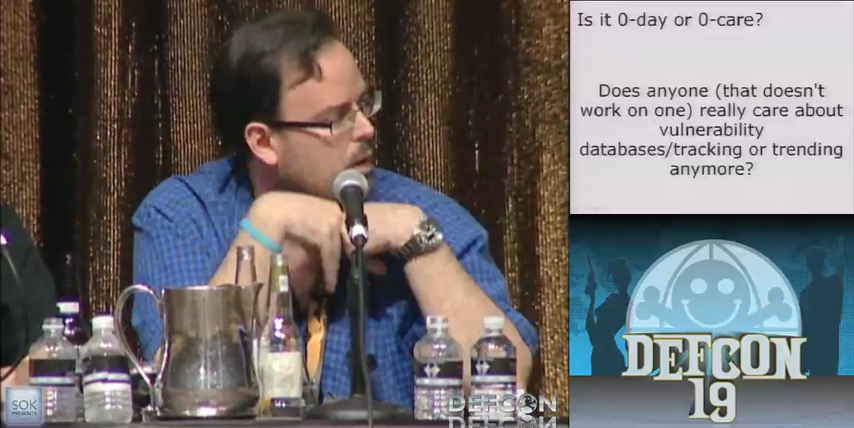 Is it 0-day or 0-care?
Does anyone (that doesn't
work on one) really care about
vulnerability
databases/tracking or trending
anymore?
DEFCON
19
SOK
PRESENTS
DEFCON